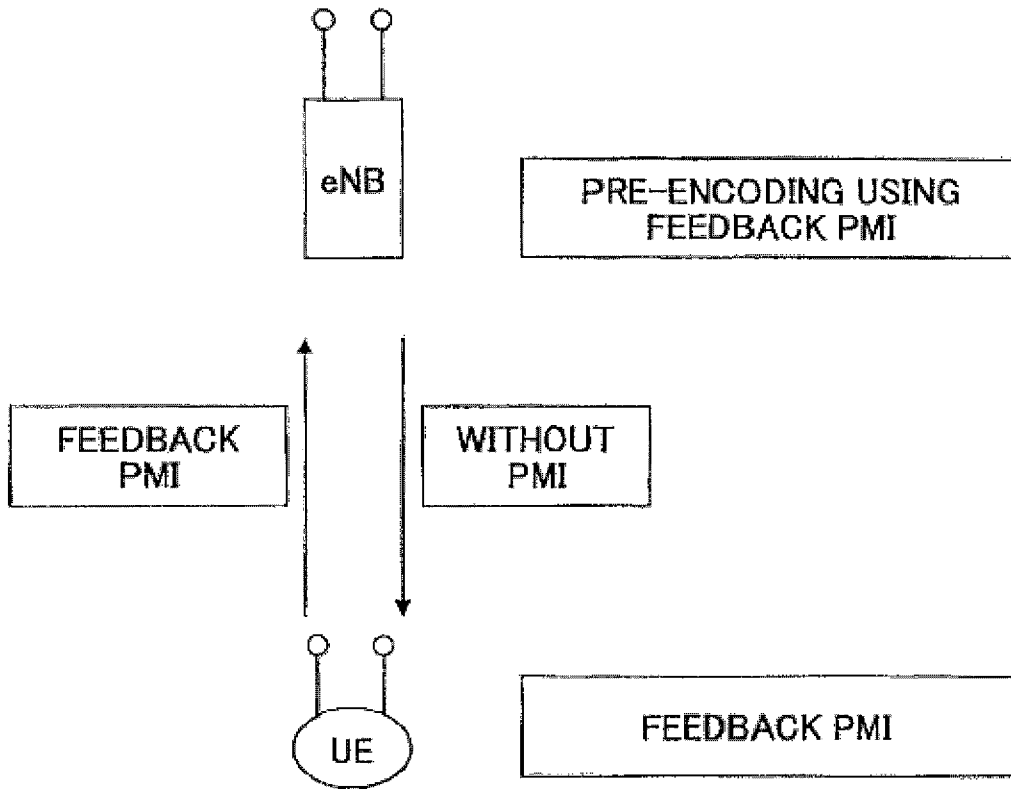 eNB
PRE-ENCODING USING
FEEDBACK PMI
FEEDBACK
PMI
WITHOUT
PMI
UE
FEEDBACK PMI